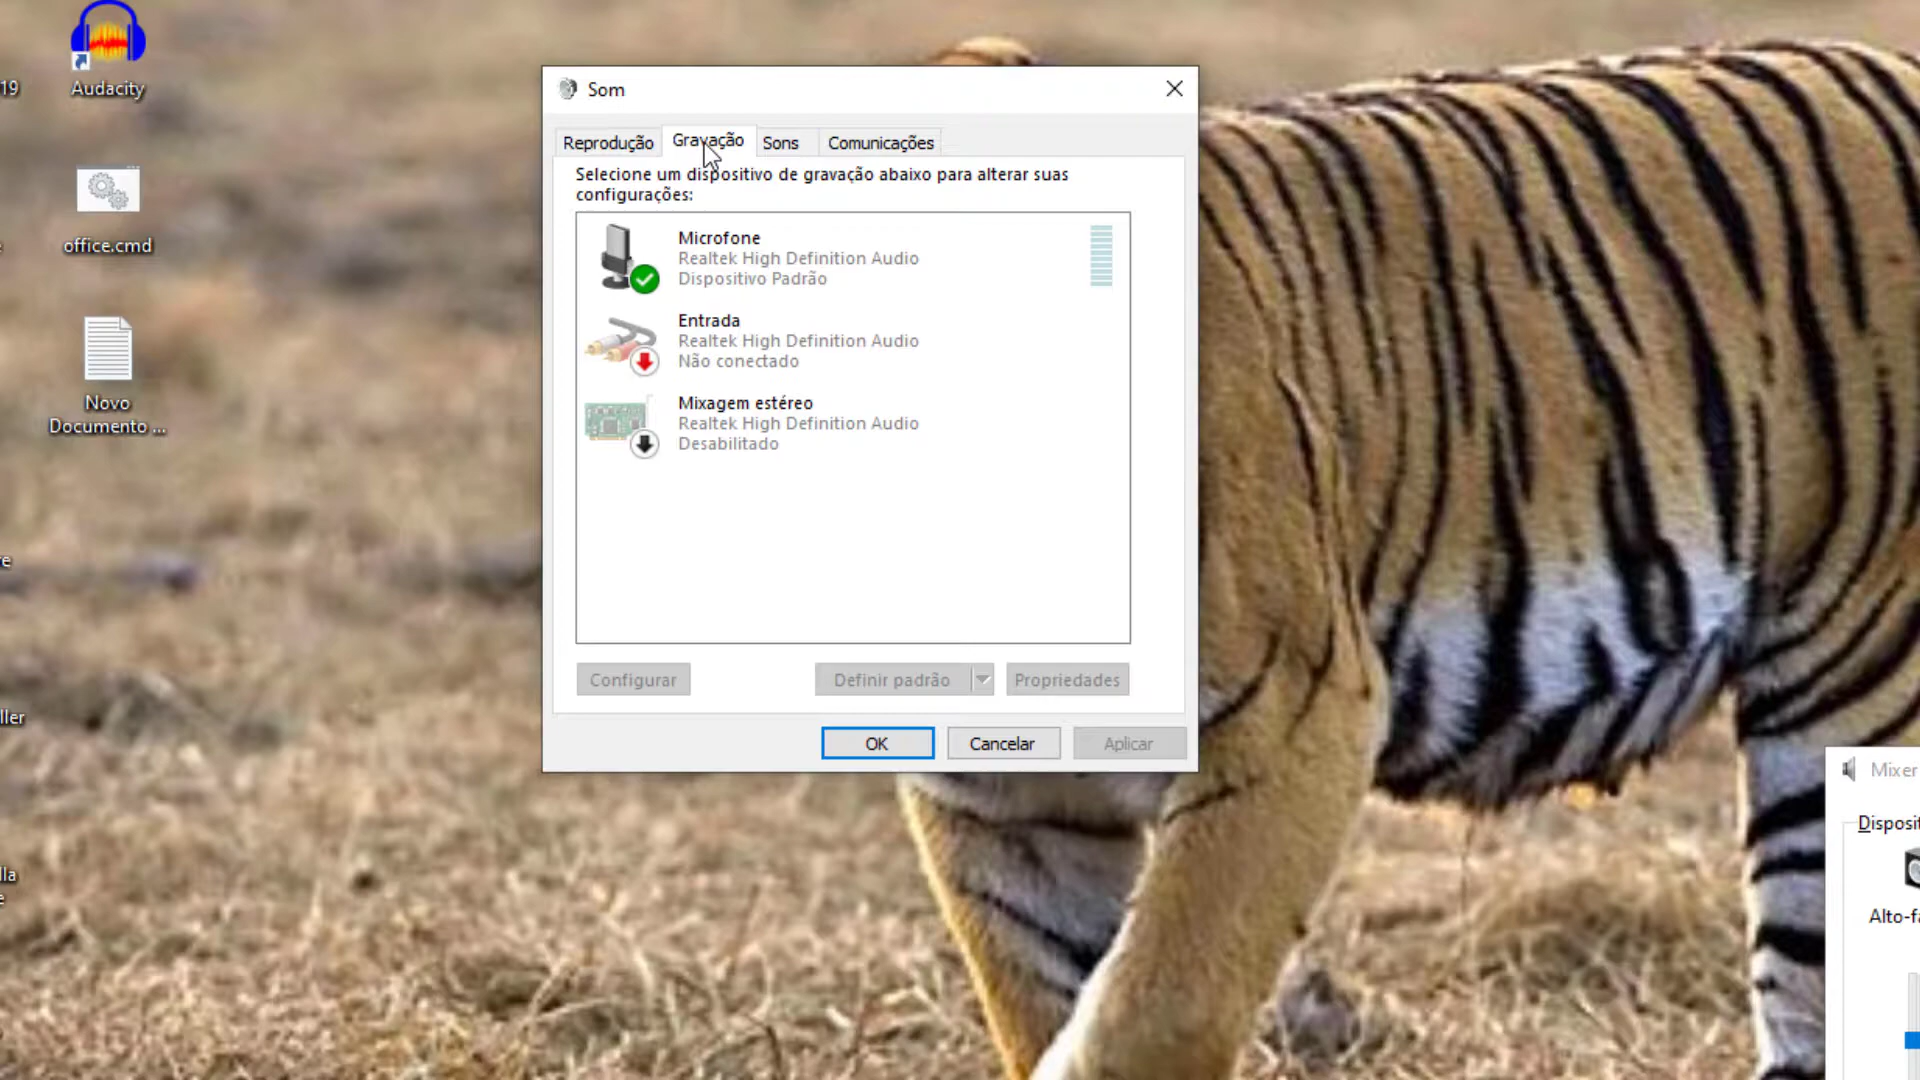 19
Audacity
office.cmd
Novo
Documento ...
ller
Som
Reprodução
Gravação
Sons
Comunicações
Selecione um dispositivo de gravação abaixo para alterar suas
configurações:
Microfone
Realtek High Definition Audio
Dispositivo Padrão
Entrada
Realtek High Definition Audio
Não conectado
Mixagem estéreo
Realtek High Definition Audio
Desabilitado
Configurar
Definir padrão
Propriedades
OK
Cancelar
Aplicar
Mixer
Disposit
Alto-fa